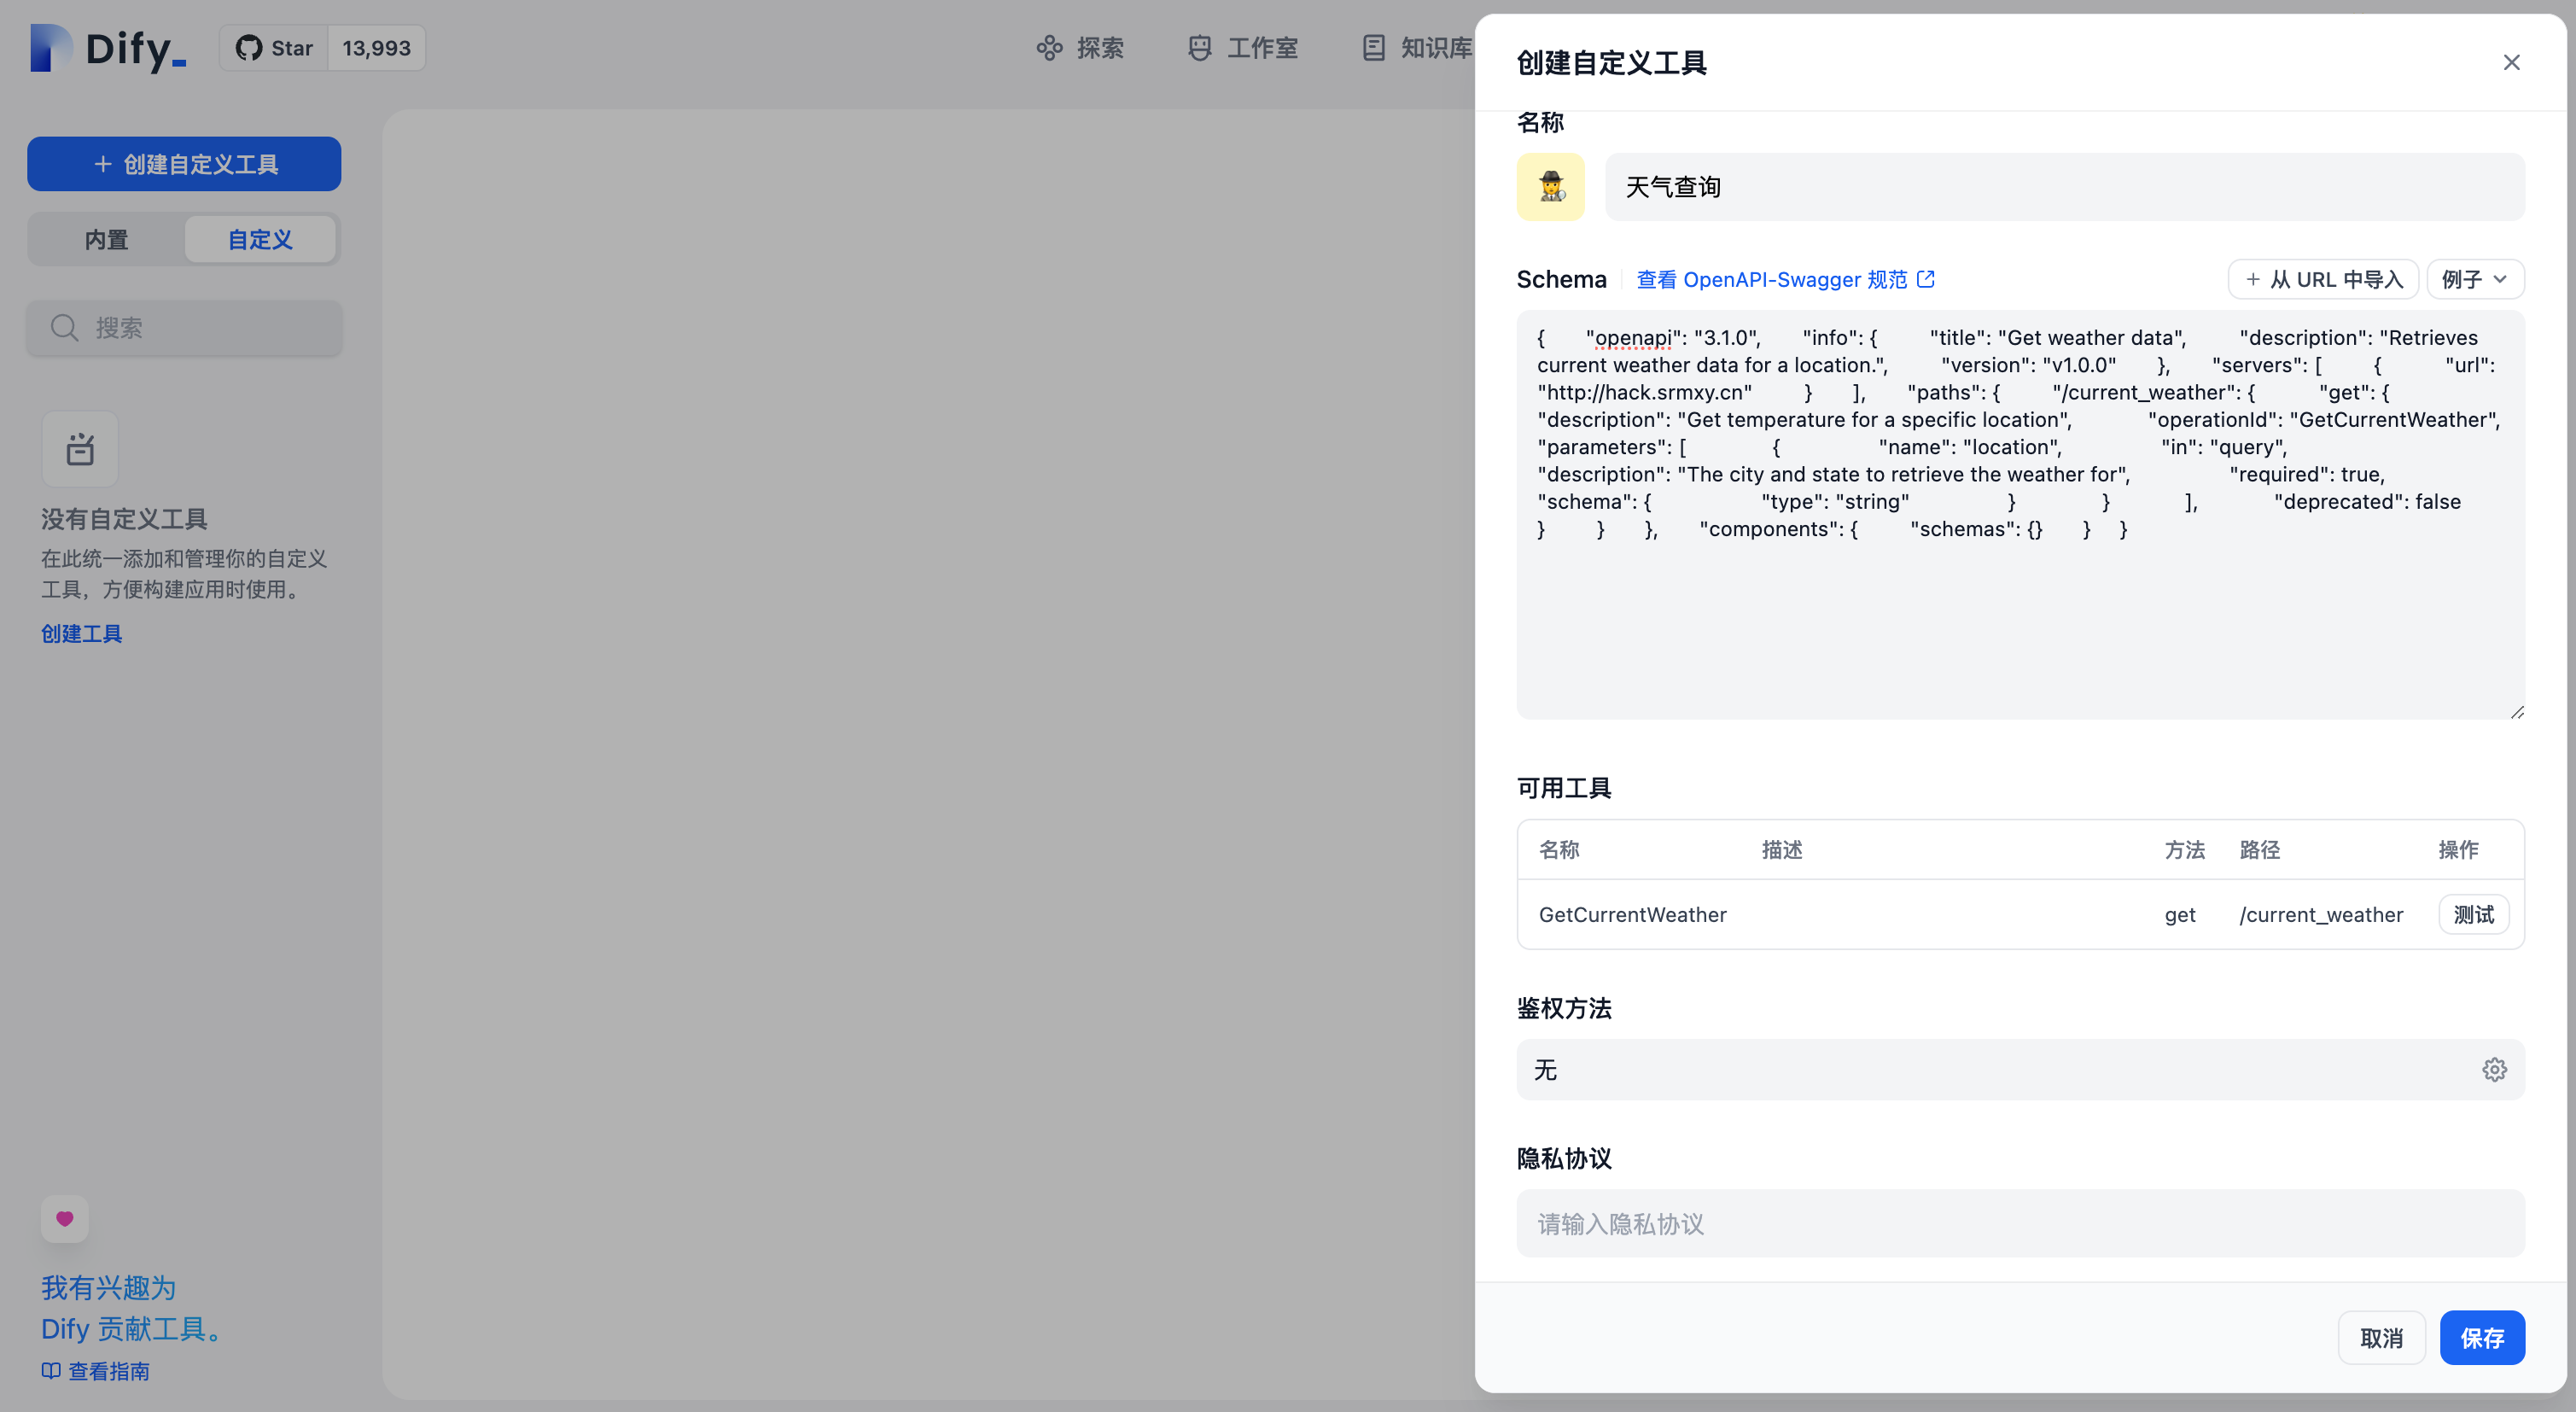 Dify_
Star 13,993
探索
工作室
知识库
+ 创建自定义工具
内置
自定义
搜索
没有自定义工具
在此统一添加和管理你的自定义
工具，方便构建应用时使用。
创建工具
我有兴趣为
Dify 贡献工具。
查看指南
创建自定义工具
名称
天气查询
Schema
查看 OpenAPI-Swagger 规范
+ 从 URL 中导入
例子
{ "openapi": "3.1.0", "info": { "title": "Get weather data", "description": "Retrieves
current weather data for a location.", "version": "v1.0.0" }, "servers": [ { "url":
"http://hack.srmxy.cn" } ], "paths": { "/current_weather": { "get": {
"description": "Get temperature for a specific location", "operationId": "GetCurrentWeather",
"parameters": [ { "name": "location", "in": "query",
"description": "The city and state to retrieve the weather for", "required": true,
"schema": { "type": "string" } } ], "deprecated": false
} } }, "components": { "schemas": {} } }
可用工具
名称 描述 方法 路径 操作
GetCurrentWeather get /current_weather 测试
鉴权方法
无
隐私协议
请输入隐私协议
取消
保存